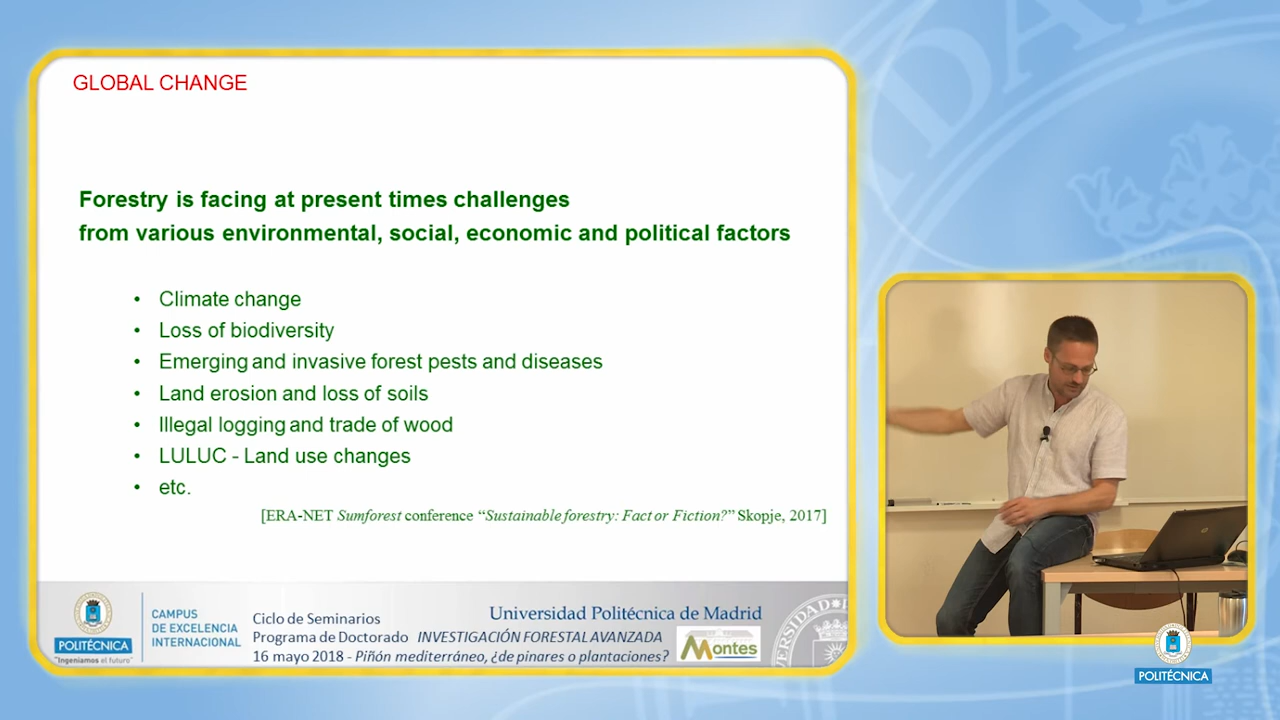 GLOBAL CHANGE
Forestry is facing at present times challenges
from various environmental, social, economic and political factors
• Climate change
• Loss of biodiversity
• Emerging and invasive forest pests and diseases
• Land erosion and loss of soils
• Illegal logging and trade of wood
• LULUC - Land use changes
• etc.
[ERA-NET Sumforest conference “Sustainable forestry: Fact or Fiction?” Skopje, 2017]
POLITÉCNICA
"Ingeniamos el futuro"
CAMPUS
DE EXCELENCIA
INTERNACIONAL
Ciclo de Seminarios
Universidad Politécnica de Madrid
Programa de Doctorado INVESTIGACIÓN FORESTAL AVANZADA
16 mayo 2018 - Piñón mediterráno, ¿de pinares o plantaciones?
Montes
POLITÉCNICA